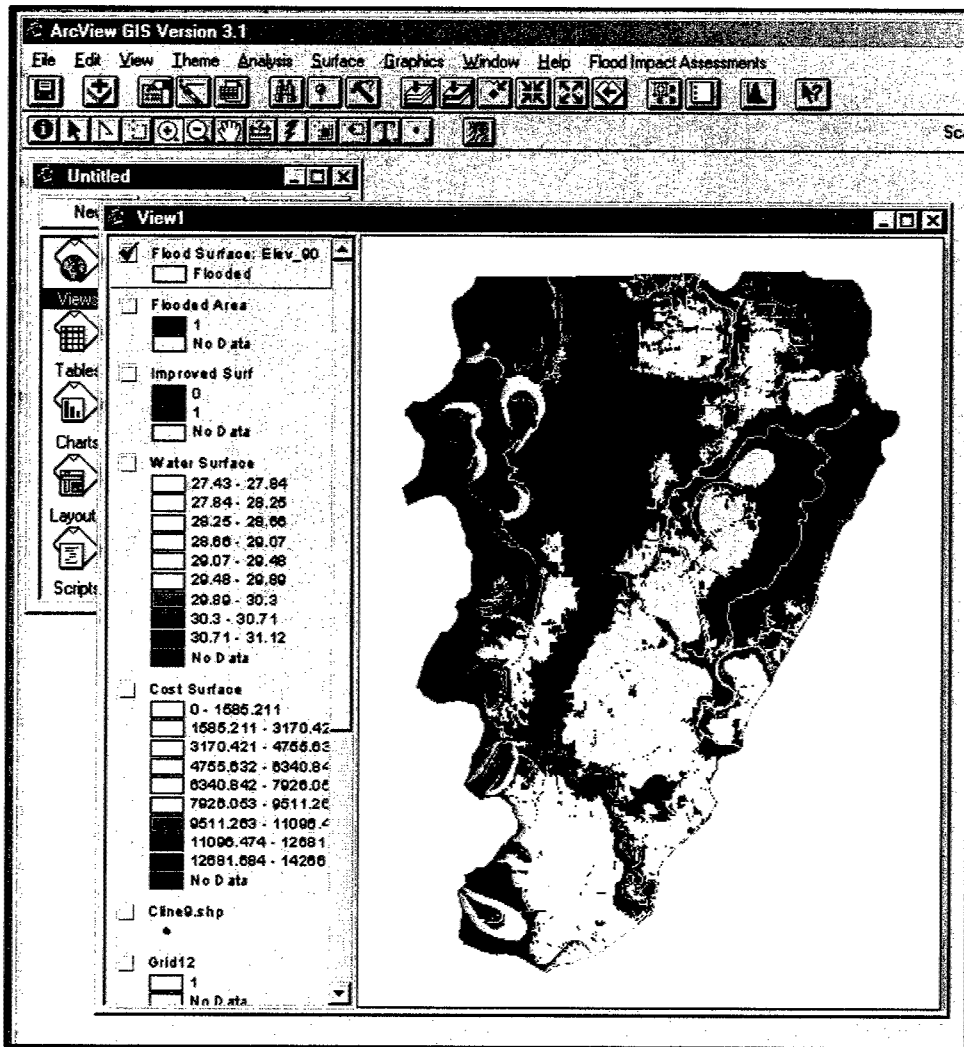 ArcView GIS Version 3.1
File Edit View Theme Analysis Surface Graphics Window Help Flood Impact Assessments
Sc
Untitled
Ne
View1
Views
Tables
Charts
Layout
Scripts
Flood Surface: Elev_90
Flooded
Flooded Area
1
No Data
Improved Surf
0
1
No Data
Water Surface
27.43 - 27.84
27.84 - 28.25
28.25 - 28.66
28.66 - 29.07
29.07 - 29.48
29.48 - 29.89
29.89 - 30.3
30.3 - 30.71
30.71 - 31.12
No Data
Cost Surface
0 - 1585.211
1585.211 - 3170.42
3170.421 - 4755.63
4755.632 - 6340.84
6340.842 - 7926.05
7926.053 - 9511.26
9511.263 - 11096.4
11096.474 - 12681
12681.684 - 14266
No Data
Cline9.shp
Grid12
1
No Data